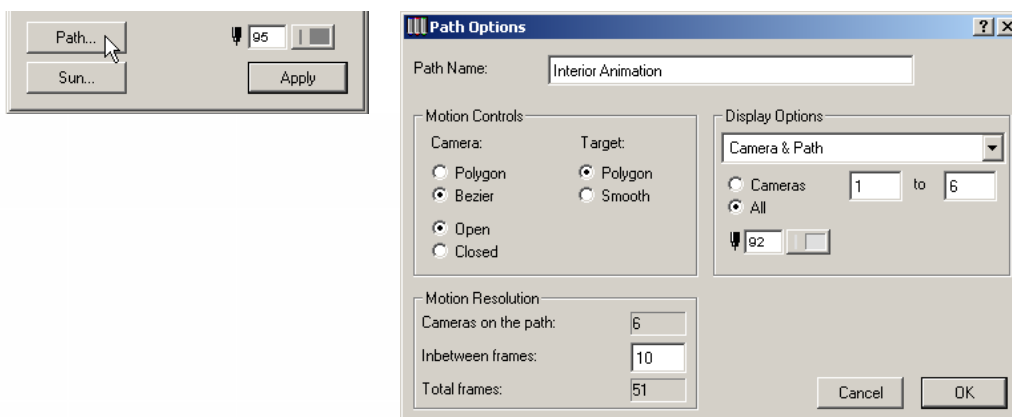 Path...
95
Sun...
Apply
Path Options
Path Name:
Interior Animation
Motion Controls
Camera:
Target:
Polygon
Polygon
Bezier
Smooth
Open
Closed
Display Options
Camera & Path
Cameras
1
to
6
All
92
Motion Resolution
Cameras on the path:
6
Inbetween frames:
10
Total frames:
51
Cancel
OK